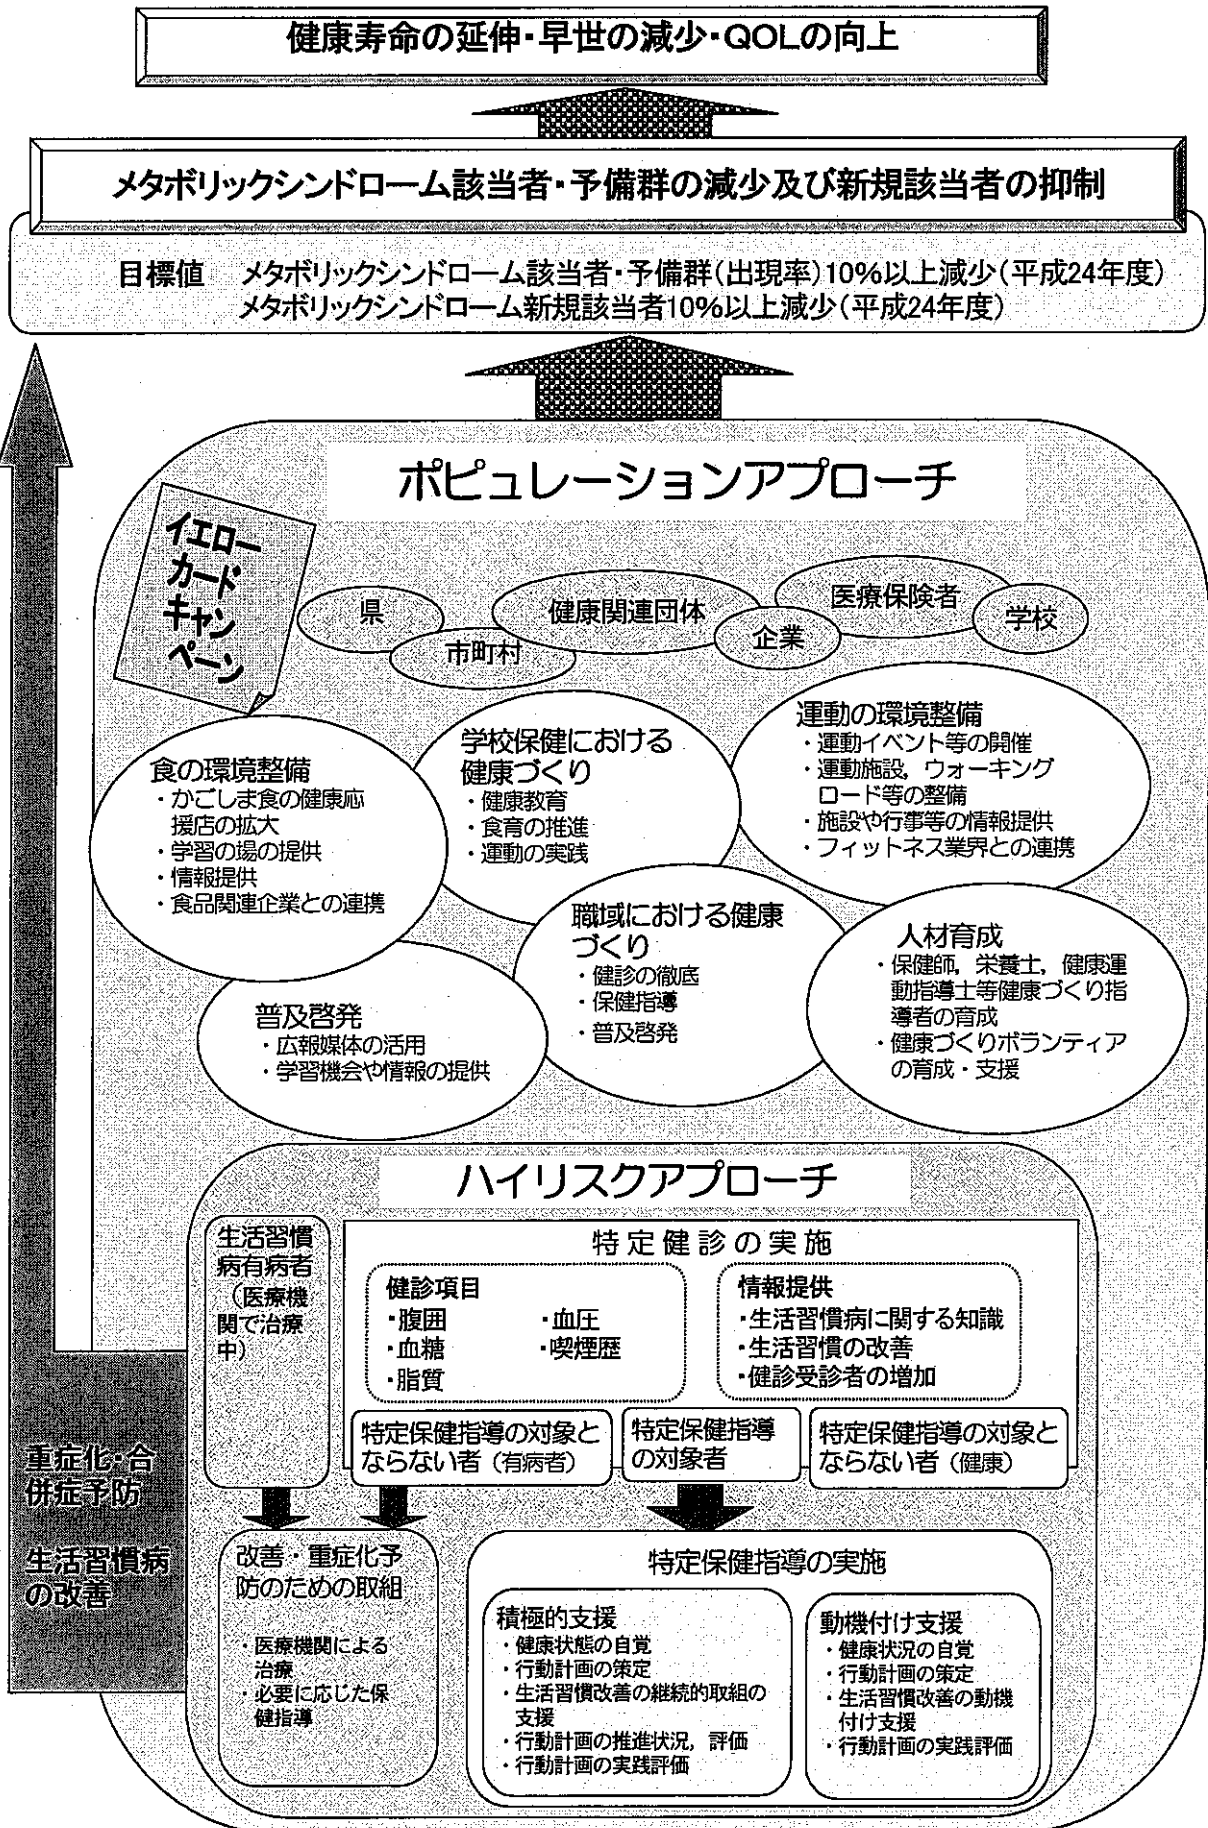 健康寿命の延伸・早世の減少・QOLの向上
メタボリックシンドローム該当者・予備群の減少及び新規該当者の抑制
目標値　メタボリックシンドローム該当者・予備群(出現率)10%以上減少(平成24年度)
メタボリックシンドローム新規該当者10%以上減少(平成24年度)
ポピュレーションアプローチ
イエロー
カード
キャン
ペーン
県
市町村
健康関連団体
企業
医療保険者
学校
食の環境整備
・かごしま食の健康応
援店の拡大
・学習の場の提供
・情報提供
・食品関連企業との連携
学校保健における
健康づくり
・健康教育
・食育の推進
・運動の実践
運動の環境整備
・運動イベント等の開催
・運動施設，ウォーキング
ロード等の整備
・施設や行事等の情報提供
・フィットネス業界との連携
普及啓発
・広報媒体の活用
・学習機会や情報の提供
職域における健康
づくり
・健診の徹底
・保健指導
・普及啓発
人材育成
・保健師，栄養士，健康運
動指導士等健康づくり指
導者の育成
・健康づくりボランティア
の育成・支援
ハイリスクアプローチ
生活習慣
病有病者
（医療機
関で治療
中）
特定健診の実施
健診項目
・腹囲
・血圧
・血糖
・喫煙歴
・脂質
情報提供
・生活習慣病に関する知識
・生活習慣の改善
・健診受診者の増加
特定保健指導の対象と
ならない者（有病者）
特定保健指導
の対象者
特定保健指導の対象と
ならない者（健康）
重症化・合
併症予防
生活習慣病
の改善
改善・重症化予
防のための取組
・医療機関による
治療
・必要に応じた保
健指導
特定保健指導の実施
積極的支援
・健康状態の自覚
・行動計画の策定
・生活習慣改善の継続的取組の
支援
・行動計画の推進状況，評価
・行動計画の実践評価
動機付け支援
・健康状況の自覚
・行動計画の策定
・生活習慣改善の動機
付け支援
・行動計画の実践評価